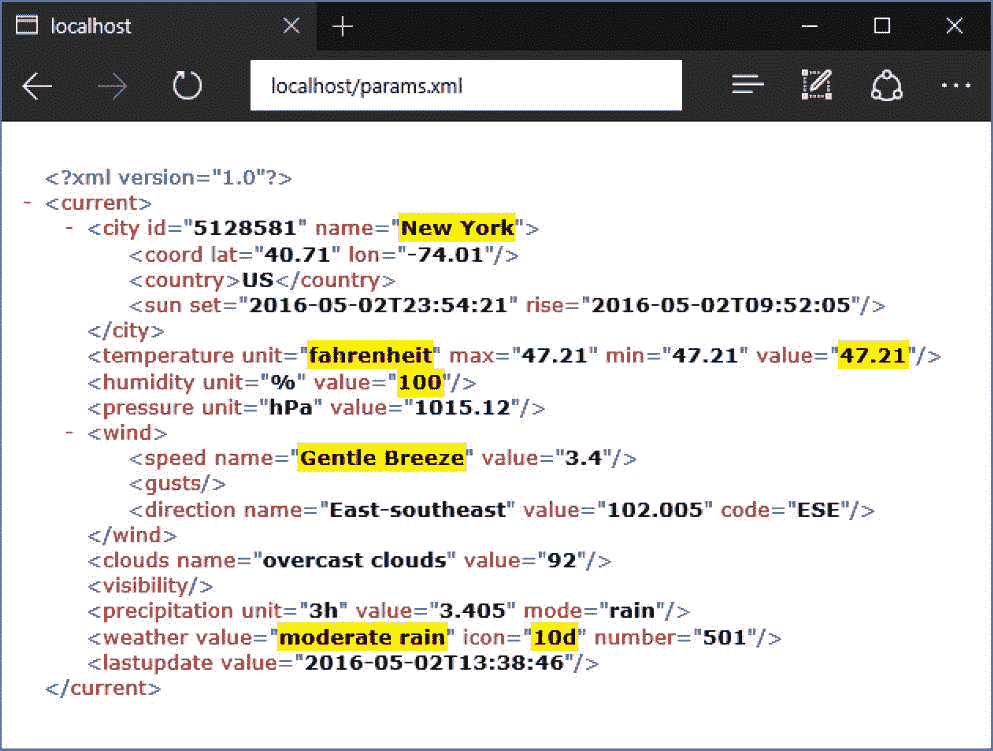 localhost
localhost/params.xml
<?xml version="1.0"?>
- <current>
- <city id="5128581" name="New York">
<coord lat="40.71" lon="-74.01"/>
<country>US</country>
<sun set="2016-05-02T23:54:21" rise="2016-05-02T09:52:05"/>
</city>
<temperature unit="fahrenheit" max="47.21" min="47.21" value="47.21"/>
<humidity unit="%" value="100"/>
<pressure unit="hPa" value="1015.12"/>
- <wind>
<speed name="Gentle Breeze" value="3.4"/>
<gusts/>
<direction name="East-southeast" value="102.005" code="ESE"/>
</wind>
<clouds name="overcast clouds" value="92"/>
<visibility/>
<precipitation unit="3h" value="3.405" mode="rain"/>
<weather value="moderate rain" icon="10d" number="501"/>
<lastupdate value="2016-05-02T13:38:46"/>
</current>